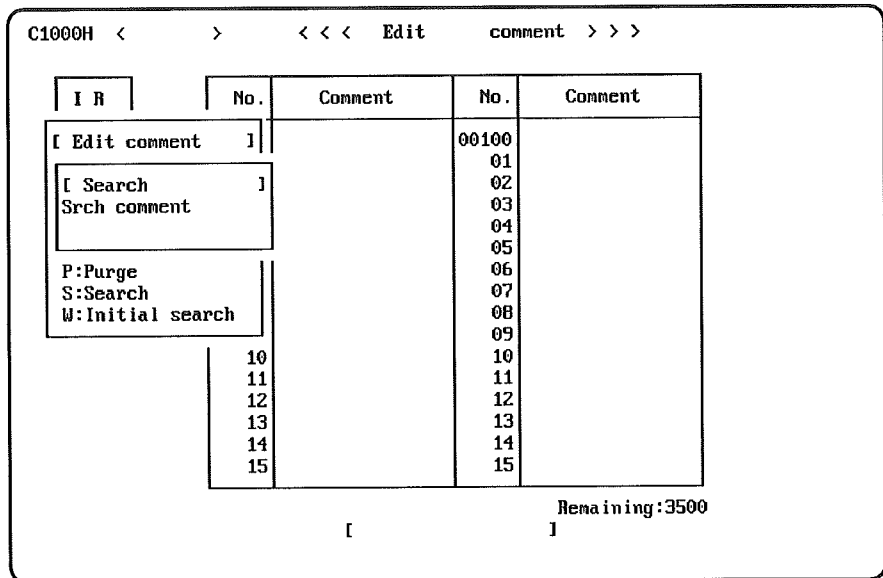 C1000H < > < < < Edit comment > > >
I R No. Comment No. Comment
[ Edit comment ] 00100
01
[ Search ] 02
Srch comment 03
04
05
P:Purge 06
S:Search 07
W:Initial search 08
09
10 10
11 11
12 12
13 13
14 14
15 15
Remaining:3500
[ ]